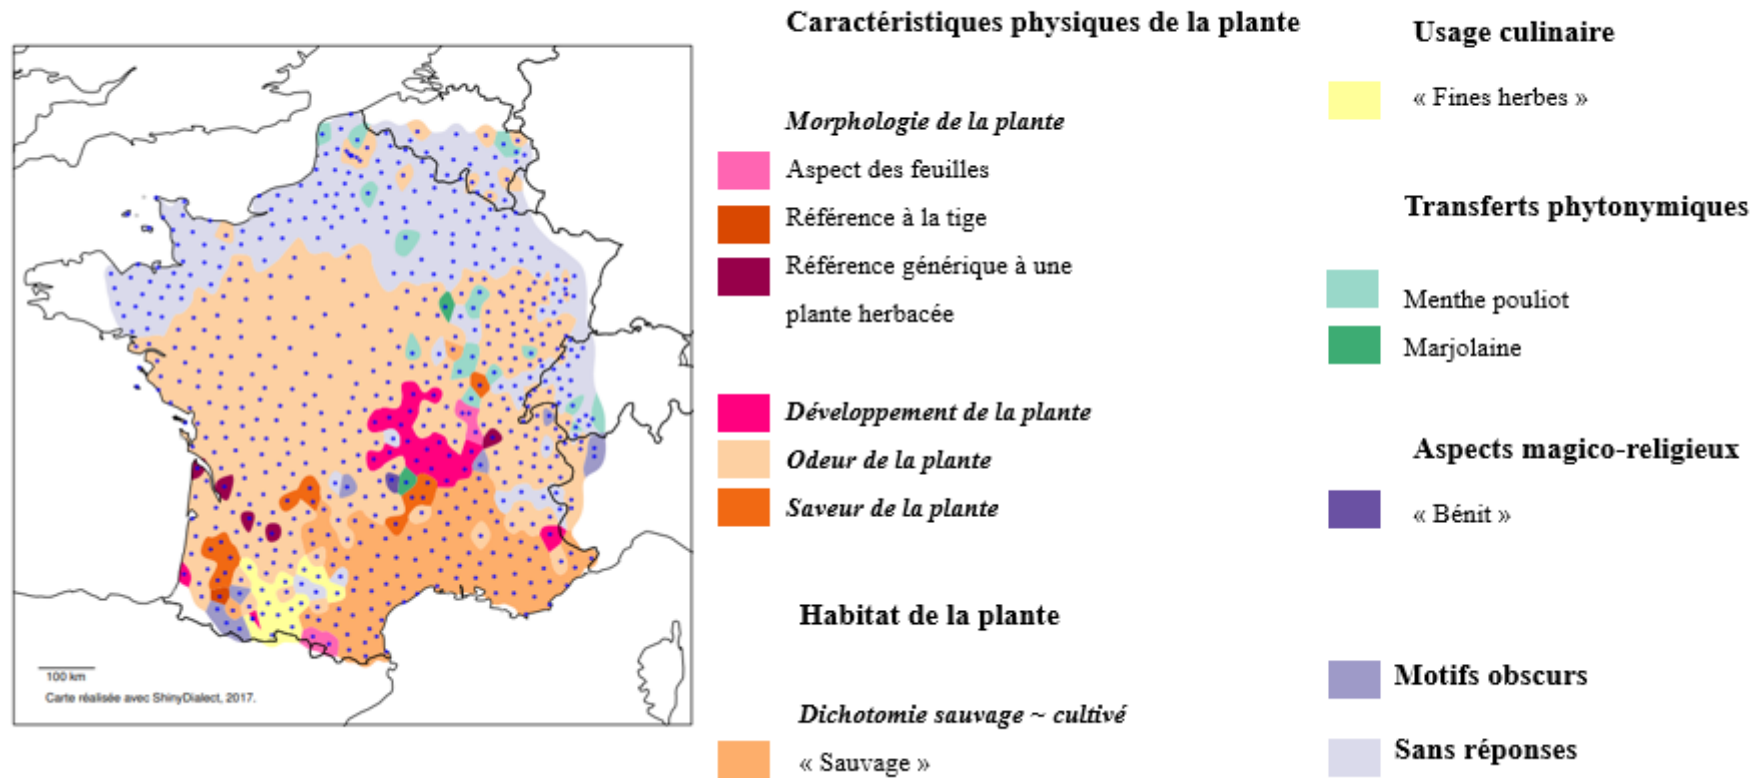 Caractéristiques physiques de la plante
Morphologie de la plante
Aspect des feuilles
Référence à la tige
Référence générique à une
plante herbacée
Développement de la plante
Odeur de la plante
Saveur de la plante
Habitat de la plante
Dichotomie sauvage ~ cultivé
« Sauvage »
Usage culinaire
« Fines herbes »
Transferts phytonymiques
Menthe pouliot
Marjolaine
Aspects magico-religieux
« Bénit »
Motifs obscurs
Sans réponses
100 km
Carte réalisée avec ShinyDialect, 2017.